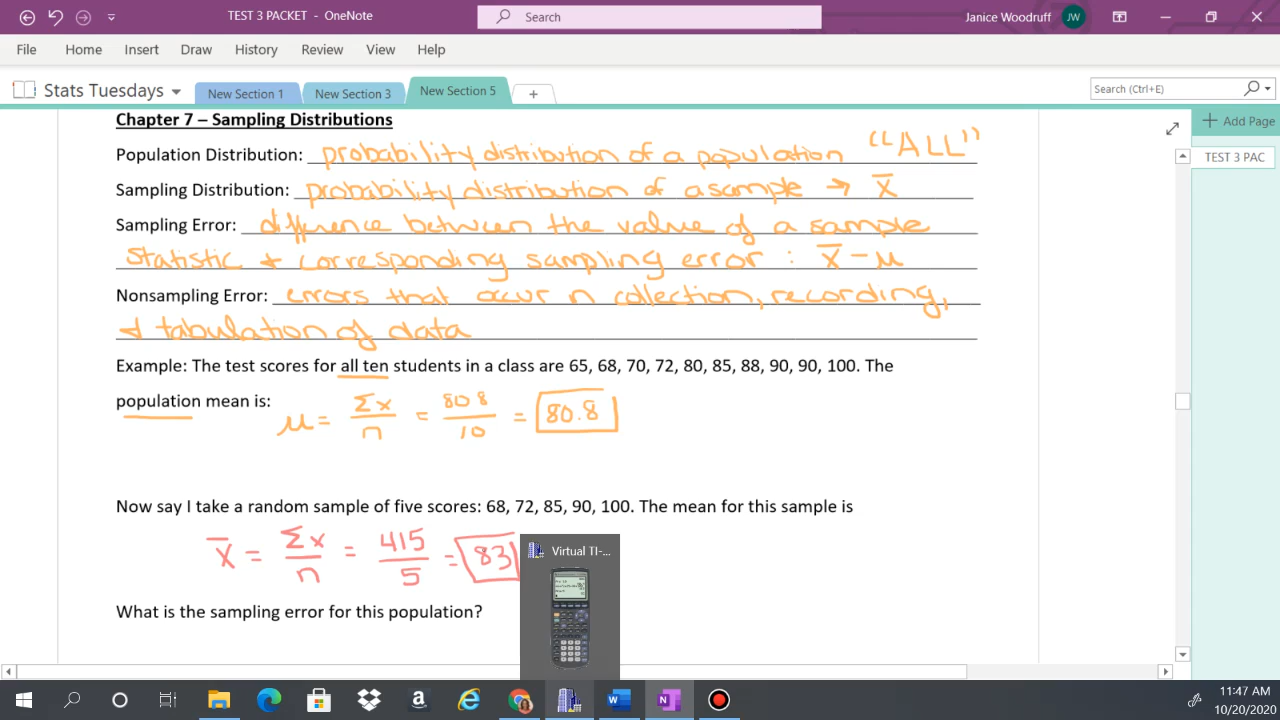 TEST 3 PACKET - OneNote
Search
Janice Woodruff
JW
File Home Insert Draw History Review View Help
Stats Tuesdays
New Section 1
New Section 3
New Section 5
+
Search (Ctrl+E)
Chapter 7 – Sampling Distributions
+ Add Page
TEST 3 PAC
Population Distribution: probability distribution of a population "ALL"
Sampling Distribution: probability distribution of a sample → x̄
Sampling Error: difference between the value of a sample
statistic + corresponding sampling error : x̄ - μ
Nonsampling Error: errors that occur in collection, recording,
+ tabulation of data
Example: The test scores for all ten students in a class are 65, 68, 70, 72, 80, 85, 88, 90, 90, 100. The
population mean is: μ = Σx/n = 808/10 = 80.8
Now say I take a random sample of five scores: 68, 72, 85, 90, 100. The mean for this sample is
x̄ = Σx/n = 415/5 = 83
Virtual TI-...
What is the sampling error for this population?
11:47 AM
10/20/2020